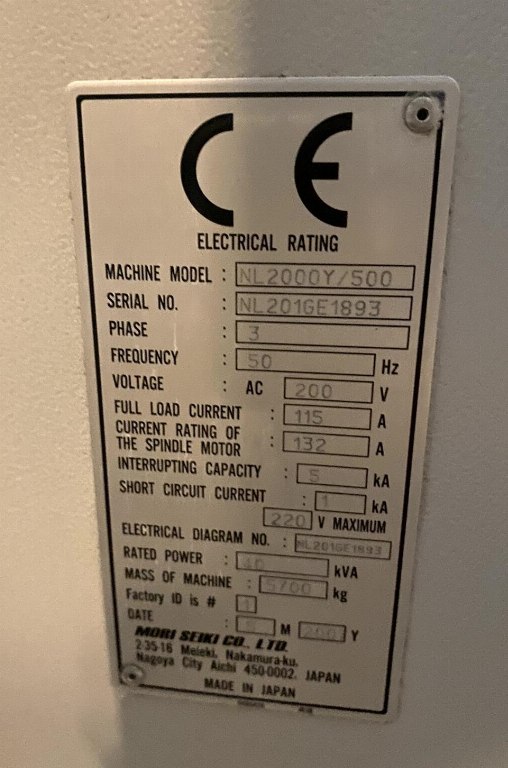 CE
ELECTRICAL RATING
MACHINE MODEL : NL2000Y/500
SERIAL NO. : NL201GE1893
PHASE : 3
FREQUENCY : 50 Hz
VOLTAGE : AC 200 V
FULL LOAD CURRENT : 115 A
CURRENT RATING OF
THE SPINDLE MOTOR : 132 A
INTERRUPTING CAPACITY : 5 kA
SHORT CIRCUIT CURRENT : 1 kA
220 V MAXIMUM
ELECTRICAL DIAGRAM NO. : NL201GE1893
RATED POWER : 40 kVA
MASS OF MACHINE : 5700 kg
Factory ID is # 1
DATE : M Y
MORI SEIKI CO., LTD.
2-35-16 Meieki, Nakamura-ku,
Nagoya City Aichi 450-0002, JAPAN
MADE IN JAPAN